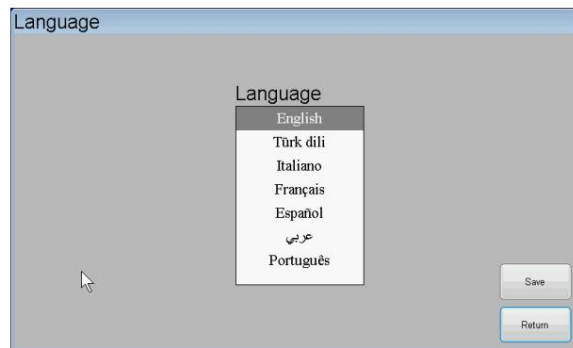 Language
Language
English
Türk dili
Italiano
Français
Español
عربي
Português
Save
Return